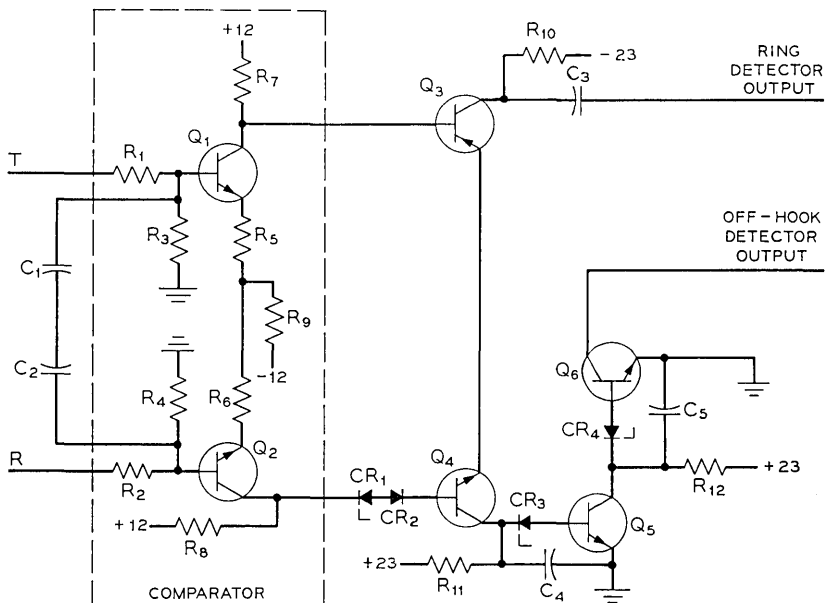 +12
R10
-23
RING
DETECTOR
OUTPUT
C3
R7
Q3
Q1
T
R1
R3
R5
C1
OFF-HOOK
DETECTOR
OUTPUT
R9
C2
-12
Q6
R4
R6
C5
CR4
Q2
Q4
R
R2
CR1
CR2
CR3
+23
R12
Q5
+12
R8
+23
R11
C4
COMPARATOR